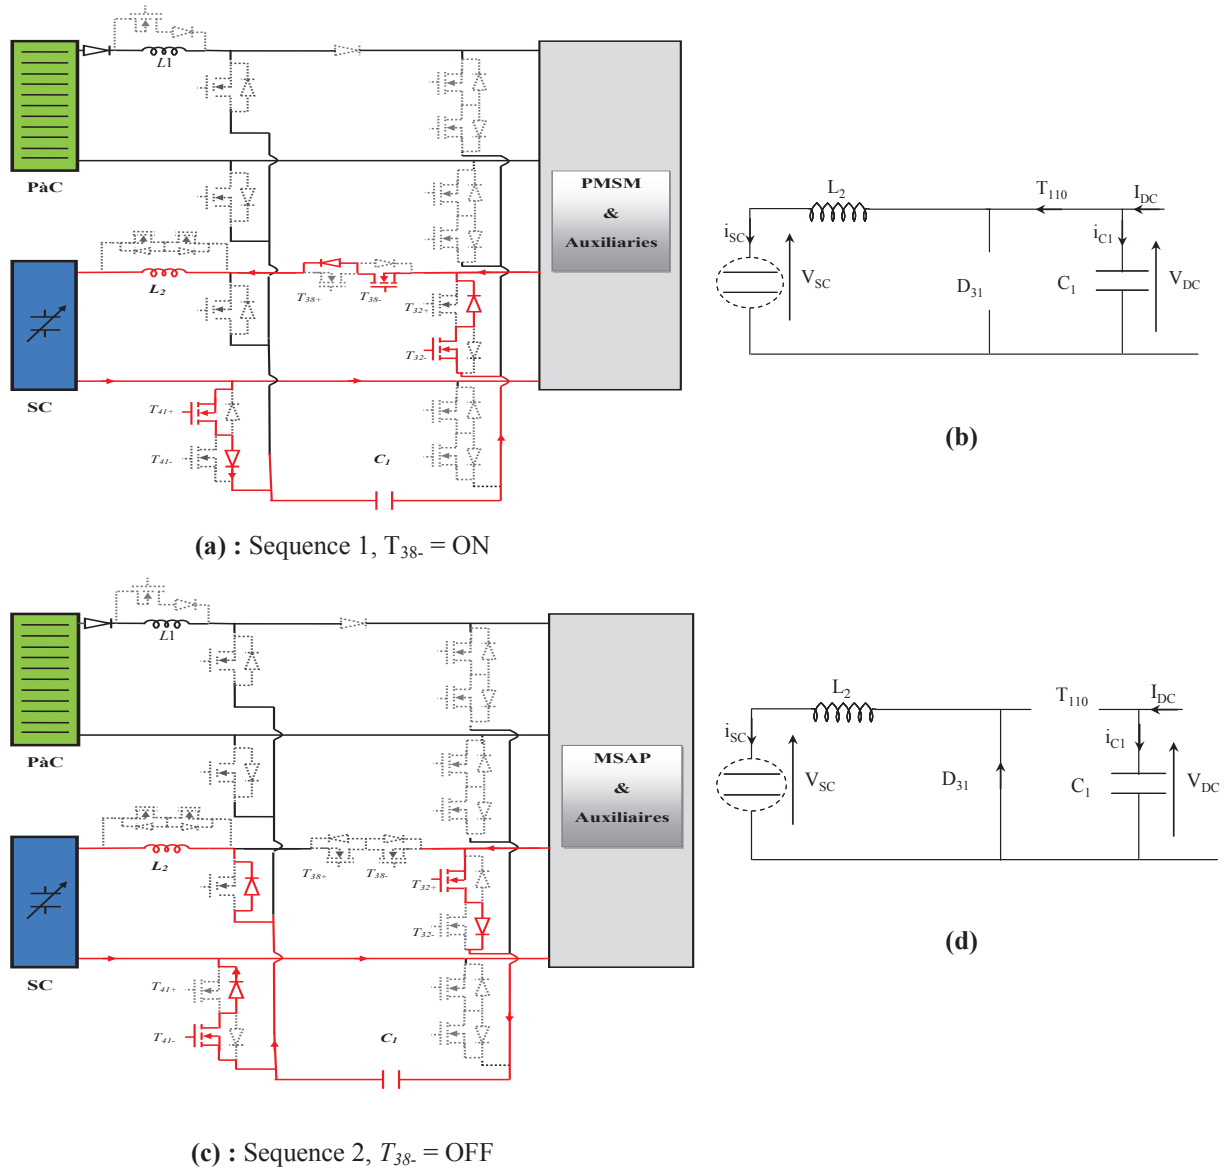 L1
PàC
PMSM
&
Auxiliaries
L2
T38+
T38-
T32+
T32-
SC
T41+
T41-
C1
(a) : Sequence 1, T38- = ON
L2
T110
IDC
iSC
iC1
VSC
D31
C1
VDC
(b)
L1
PàC
MSAP
&
Auxiliaires
L2
T38+
T38-
T32+
T32-
SC
T41+
T41-
C1
(c) : Sequence 2, T38- = OFF
L2
T110
IDC
iSC
iC1
VSC
D31
C1
VDC
(d)